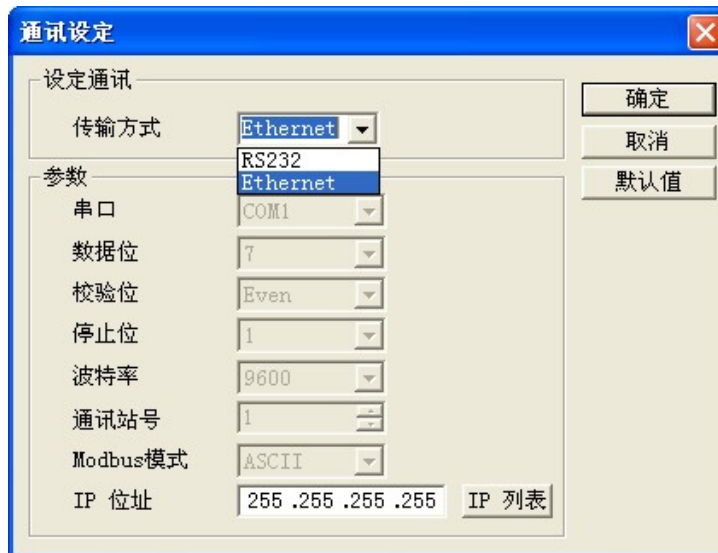 通讯设定
设定通讯
传输方式 Ethernet
RS232
Ethernet
确定
取消
默认值
参数
串口 COM1
数据位 7
校验位 Even
停止位 1
波特率 9600
通讯站号 1
Modbus模式 ASCII
IP 位址 255 .255 .255 .255 IP 列表